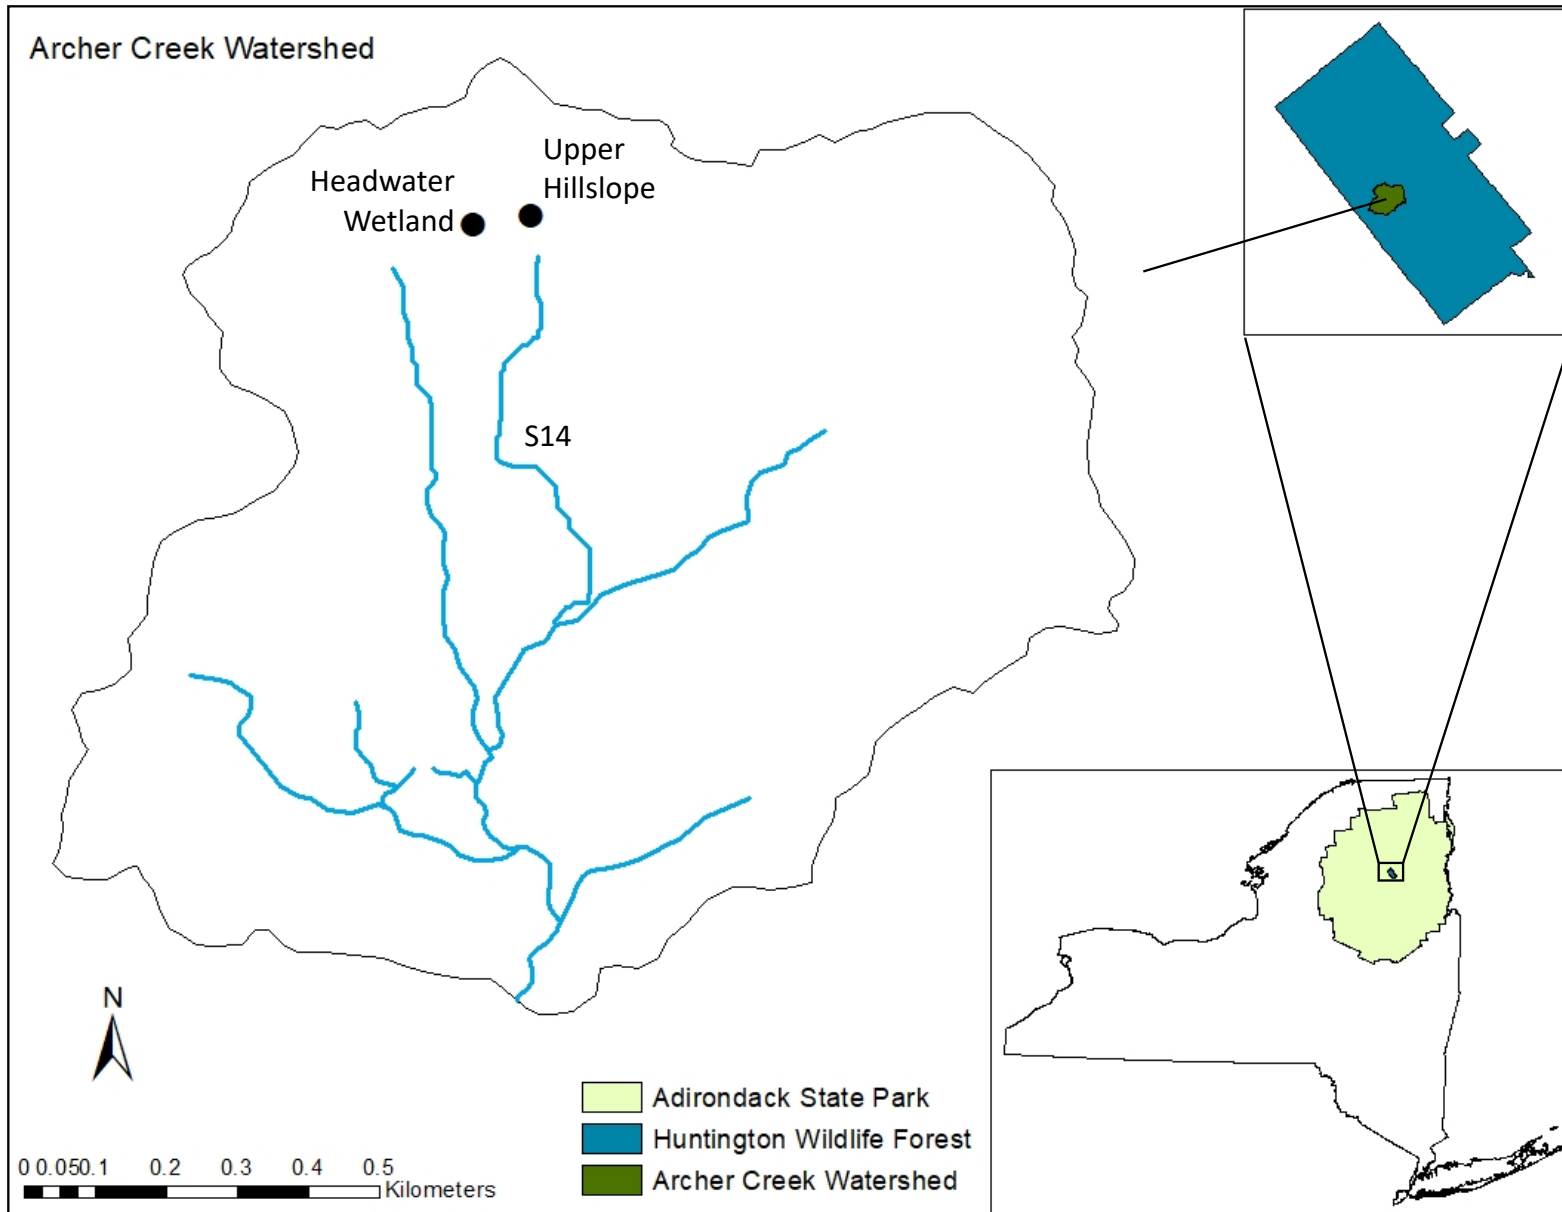 Archer Creek Watershed
Upper
Hillslope
Headwater
Wetland
S14
N
0 0.050.1 0.2 0.3 0.4 0.5
Kilometers
Adirondack State Park
Huntington Wildlife Forest
Archer Creek Watershed